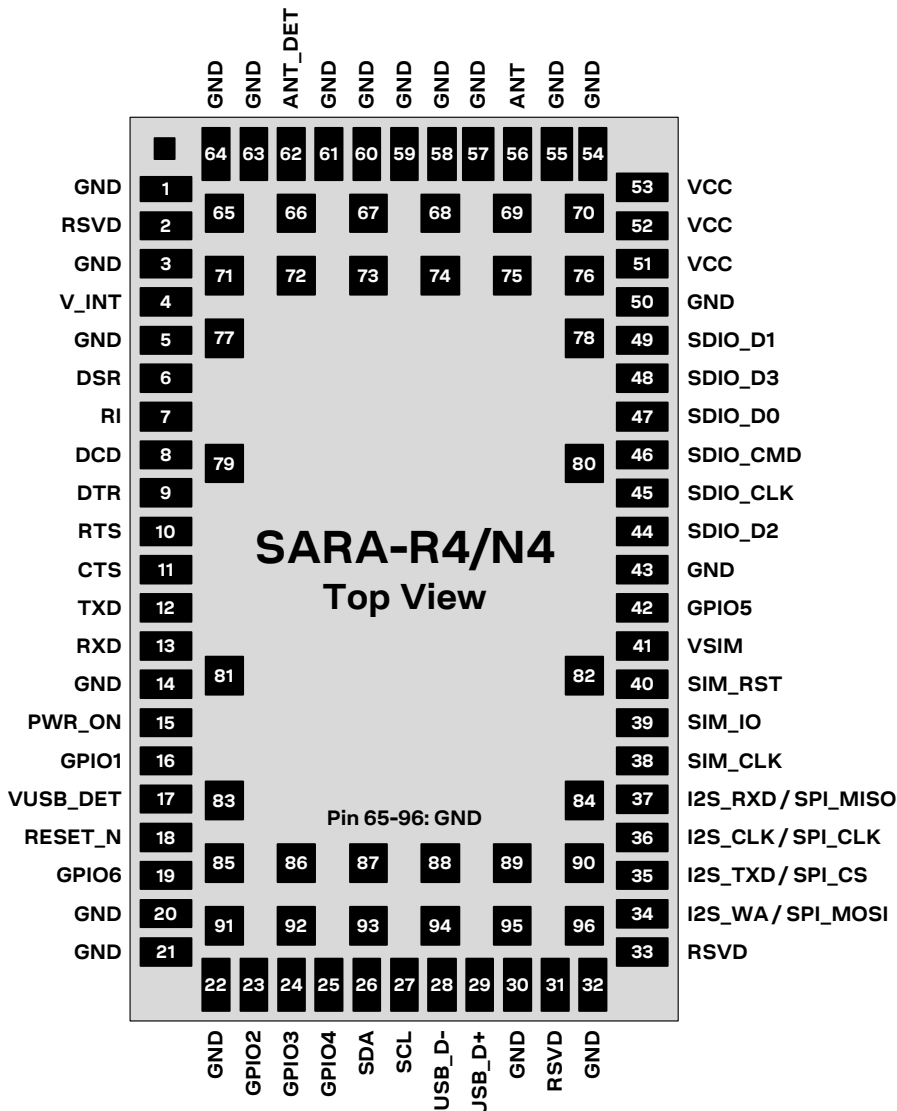 GND GND ANT_DET GND GND GND GND GND ANT GND GND
64 63 62 61 60 59 58 57 56 55 54
GND 1 53 VCC
65 66 67 68 69 70
RSVD 2 52 VCC
GND 3 51 VCC
71 72 73 74 75 76
V_INT 4 50 GND
GND 5 77 78 49 SDIO_D1
DSR 6 48 SDIO_D3
RI 7 47 SDIO_D0
DCD 8 79 80 46 SDIO_CMD
DTR 9 45 SDIO_CLK
RTS 10 44 SDIO_D2
SARA-R4/N4
CTS 11 43 GND
Top View
TXD 12 42 GPIO5
RXD 13 41 VSIM
GND 14 81 82 40 SIM_RST
PWR_ON 15 39 SIM_IO
GPIO1 16 38 SIM_CLK
VUSB_DET 17 83 84 37 I2S_RXD / SPI_MISO
Pin 65-96: GND
RESET_N 18 36 I2S_CLK / SPI_CLK
85 86 87 88 89 90
GPIO6 19 35 I2S_TXD / SPI_CS
GND 20 34 I2S_WA / SPI_MOSI
91 92 93 94 95 96
GND 21 33 RSVD
22 23 24 25 26 27 28 29 30 31 32
GND GPIO2 GPIO3 GPIO4 SDA SCL USB_D- USB_D+ GND RSVD GND